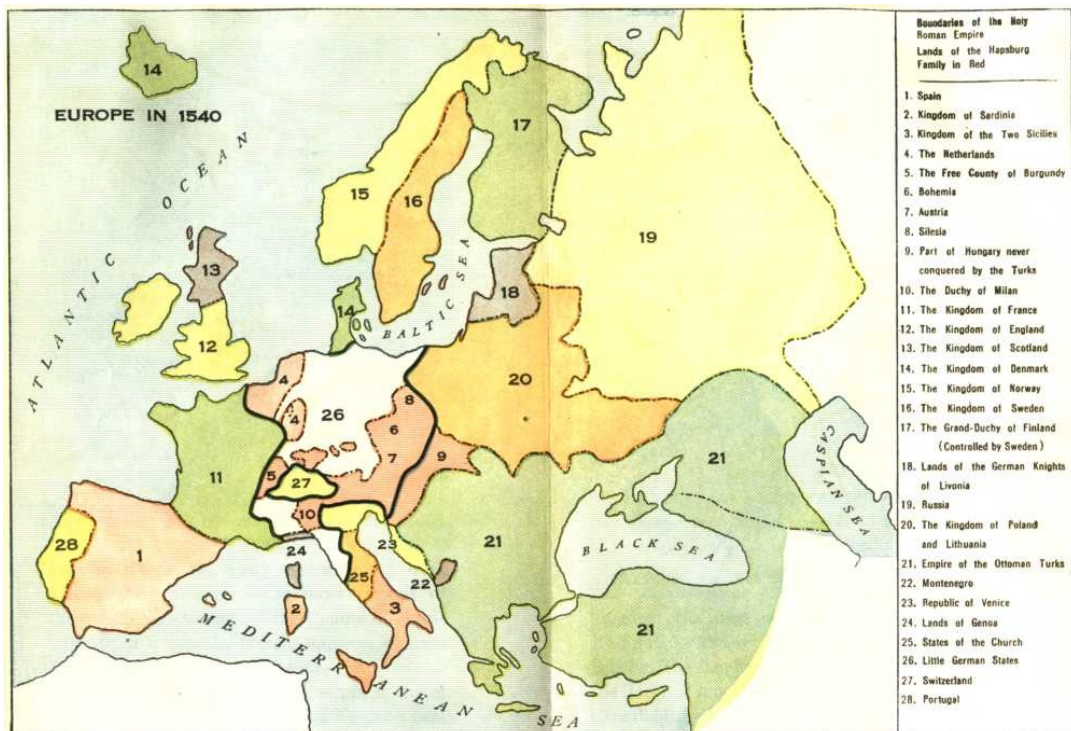 EUROPE IN 1540
ATLANTIC OCEAN
BALTIC SEA
BLACK SEA
CASPIAN SEA
MEDITERRANEAN SEA
14
17
15
16
19
13
18
14
12
4
20
4
26
8
6
11
7
9
5
27
21
10
28
1
24
23
21
25
22
2
3
21
Boundaries of the Holy
Roman Empire
Lands of the Hapsburg
Family in Red
1. Spain
2. Kingdom of Sardinia
3. Kingdom of the Two Sicilies
4. The Netherlands
5. The Free County of Burgundy
6. Bohemia
7. Austria
8. Silesia
9. Part of Hungary never
conquered by the Turks
10. The Duchy of Milan
11. The Kingdom of France
12. The Kingdom of England
13. The Kingdom of Scotland
14. The Kingdom of Denmark
15. The Kingdom of Norway
16. The Kingdom of Sweden
17. The Grand-Duchy of Finland
(Controlled by Sweden)
18. Lands of the German Knights
of Livonia
19. Russia
20. The Kingdom of Poland
and Lithuania
21. Empire of the Ottoman Turks
22. Montenegro
23. Republic of Venice
24. Lands of Genoa
25. States of the Church
26. Little German States
27. Switzerland
28. Portugal